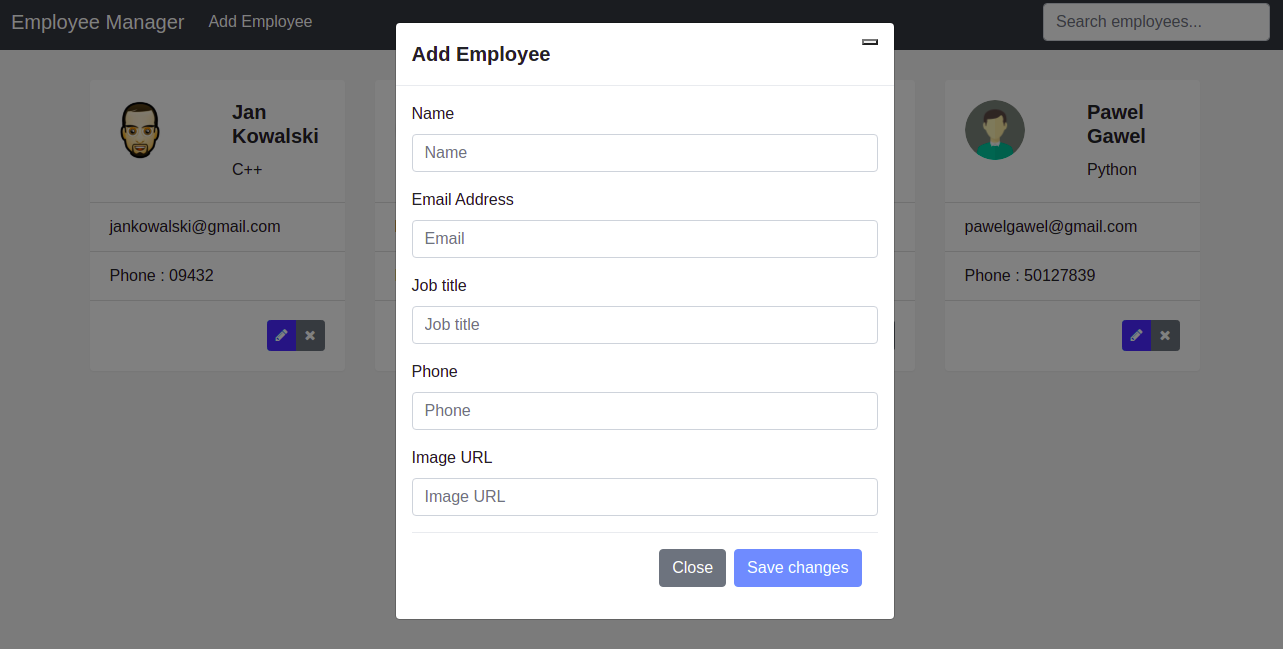 Employee Manager
Add Employee
Search employees...
Jan
Kowalski
C++
jankowalski@gmail.com
Phone : 09432
Add Employee
Name
Name
Email Address
Email
Job title
Job title
Phone
Phone
Image URL
Image URL
Close
Save changes
Pawel
Gawel
Python
pawelgawel@gmail.com
Phone : 50127839